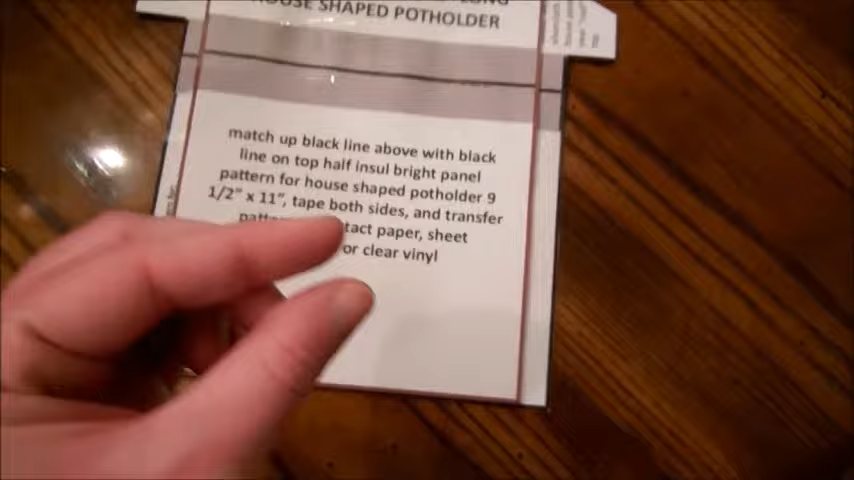 HOUSE SHAPED POTHOLDER
match up black line above with black
line on top half insul bright panel
pattern for house shaped potholder 9
1/2" x 11", tape both sides, and transfer
tact paper, sheet
or clear vinyl